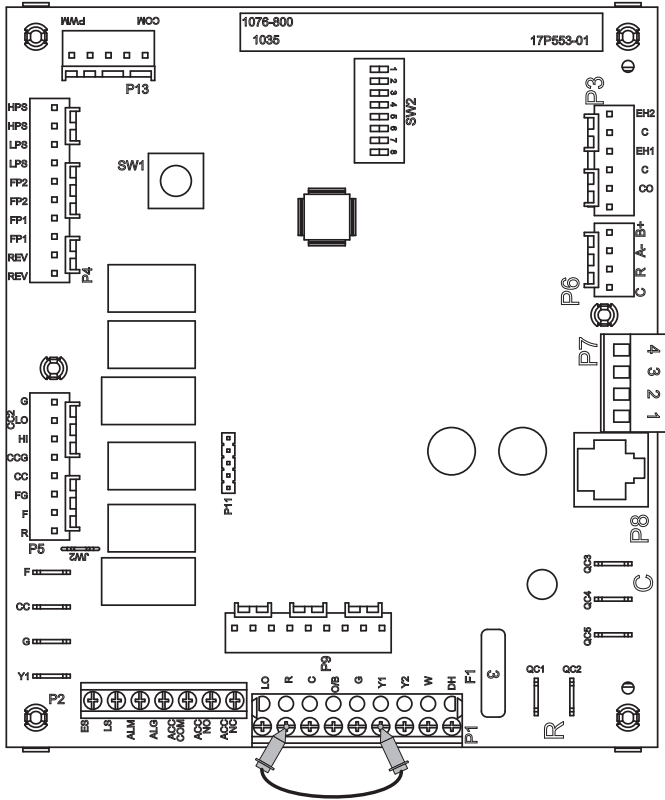 PWM COM
P13
1076-800
1035 17P553-01
SW2
1
2
3
4
5
6
7
8
HPS
HPS
LPS
LPS
FP2
FP2
FP1
FP1
REV
REV
P4
SW1
P3
EH2
C
EH1
C
CO
P6
B+
A-
R
C
P7
4
3
2
1
P8
G
CC2
LO
HI
CCG
CC
FG
F
R
P5
JW2
P11
F
CC
G
Y1
P2
ES
LS
ALM
ALG
ACC COM
ACC NO
ACC NC
P9
LO
R
C
O/B
G
Y1
Y2
W
DH
P1
F1
3
QC3
QC4
QC5
C
QC1
QC2
R